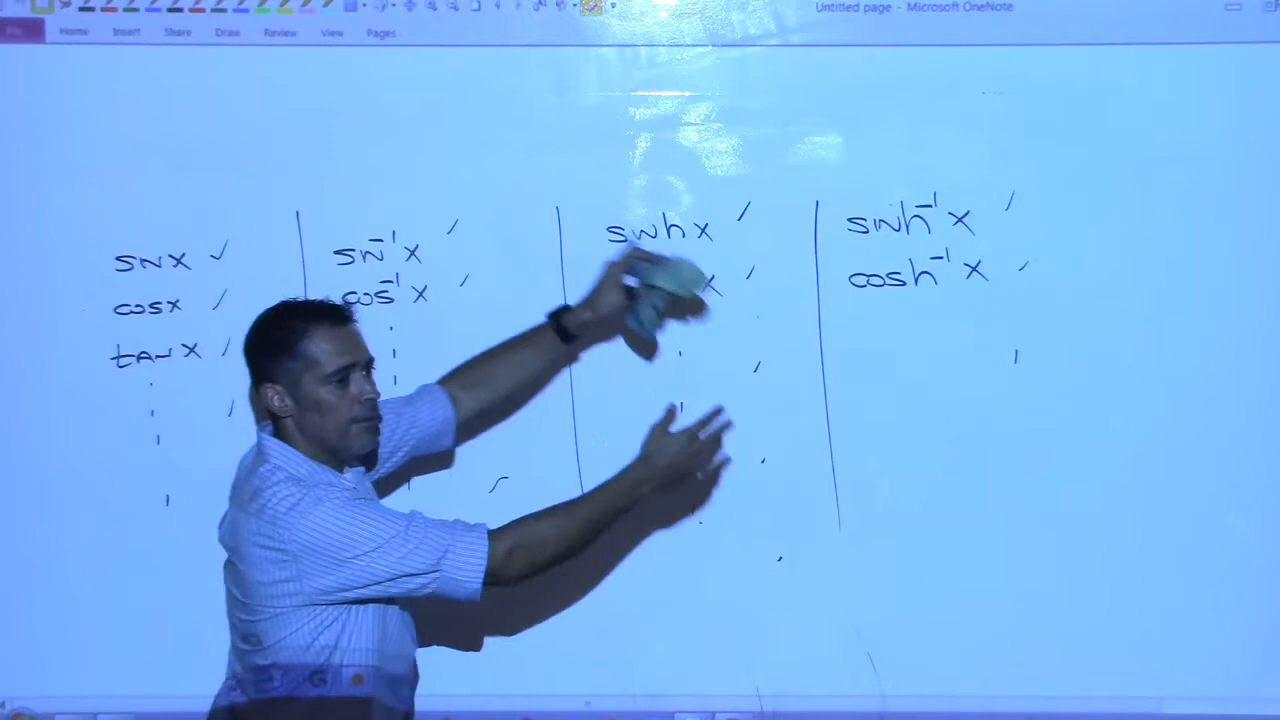 Untitled page - Microsoft OneNote
Home Insert Share Draw Review View Pages
sinx
cosx
tanx
sin⁻¹x
cos⁻¹x
sinhx
x
sinh⁻¹x
cosh⁻¹x